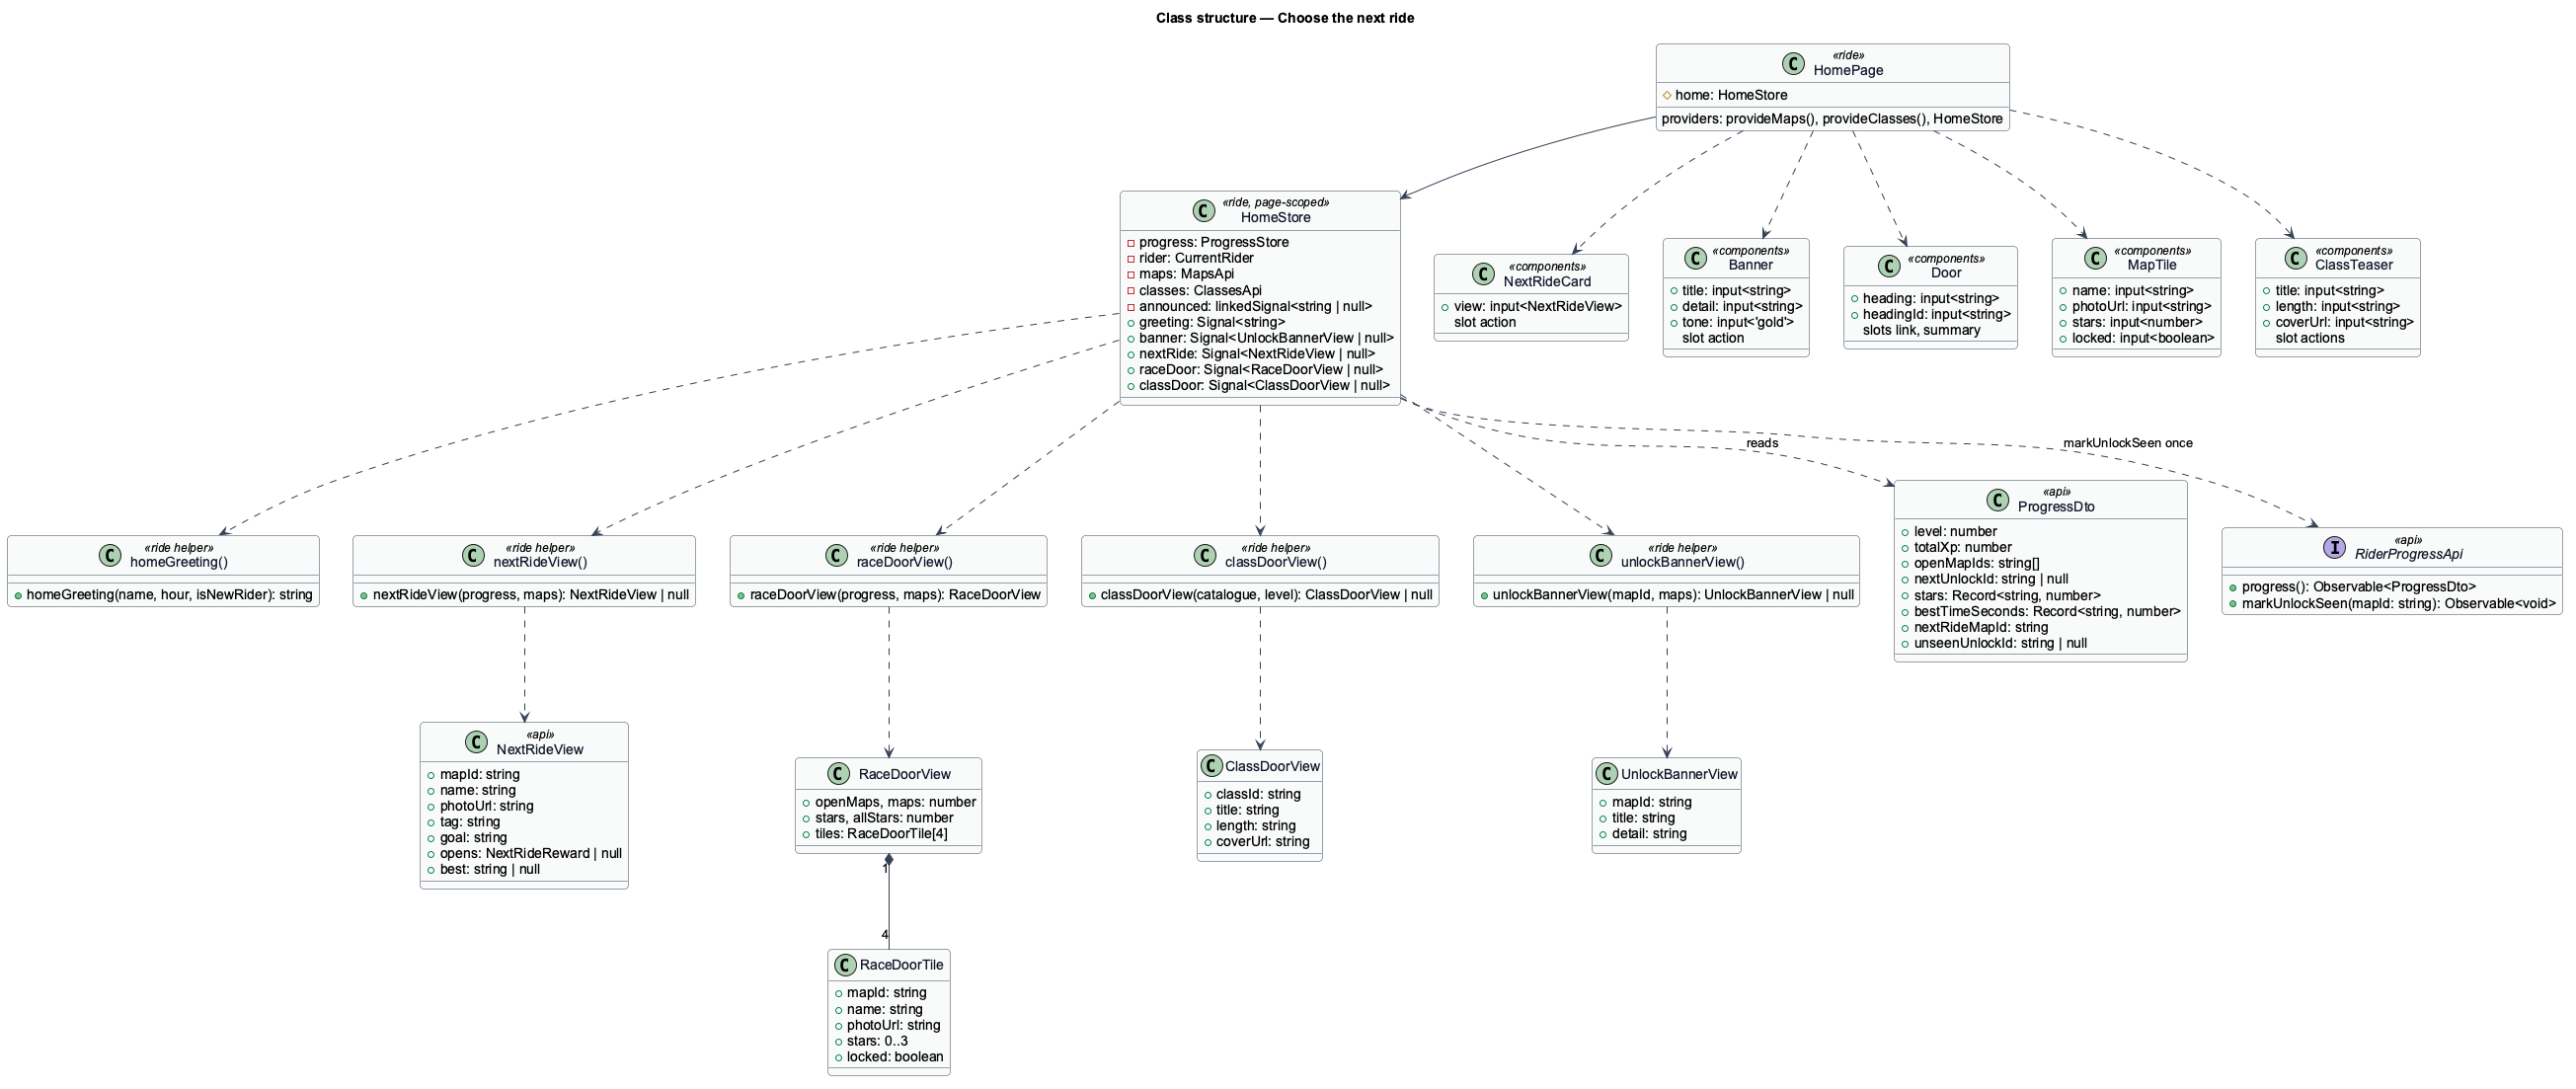 Class structure — Choose the next ride
«ride»
HomePage
home: HomeStore
providers: provideMaps(), provideClasses(), HomeStore
«ride, page-scoped»
HomeStore
progress: ProgressStore
rider: CurrentRider
maps: MapsApi
classes: ClassesApi
announced: linkedSignal<string | null>
greeting: Signal<string>
banner: Signal<UnlockBannerView | null>
nextRide: Signal<NextRideView | null>
raceDoor: Signal<RaceDoorView | null>
classDoor: Signal<ClassDoorView | null>
«components»
NextRideCard
view: input<NextRideView>
slot action
«components»
Banner
title: input<string>
detail: input<string>
tone: input<'gold'>
slot action
«components»
Door
heading: input<string>
headingId: input<string>
slots link, summary
«components»
MapTile
name: input<string>
photoUrl: input<string>
stars: input<number>
locked: input<boolean>
«components»
ClassTeaser
title: input<string>
length: input<string>
coverUrl: input<string>
slot actions
reads
markUnlockSeen once
«ride helper»
homeGreeting()
homeGreeting(name, hour, isNewRider): string
«ride helper»
nextRideView()
nextRideView(progress, maps): NextRideView | null
«ride helper»
raceDoorView()
raceDoorView(progress, maps): RaceDoorView
«ride helper»
classDoorView()
classDoorView(catalogue, level): ClassDoorView | null
«ride helper»
unlockBannerView()
unlockBannerView(mapId, maps): UnlockBannerView | null
«api»
ProgressDto
level: number
totalXp: number
openMapIds: string[]
nextUnlockId: string | null
stars: Record<string, number>
bestTimeSeconds: Record<string, number>
nextRideMapId: string
unseenUnlockId: string | null
«api»
RiderProgressApi
progress(): Observable<ProgressDto>
markUnlockSeen(mapId: string): Observable<void>
«api»
NextRideView
mapId: string
name: string
photoUrl: string
tag: string
goal: string
opens: NextRideReward | null
best: string | null
RaceDoorView
openMaps, maps: number
stars, allStars: number
tiles: RaceDoorTile[4]
ClassDoorView
classId: string
title: string
length: string
coverUrl: string
UnlockBannerView
mapId: string
title: string
detail: string
1
4
RaceDoorTile
mapId: string
name: string
photoUrl: string
stars: 0..3
locked: boolean